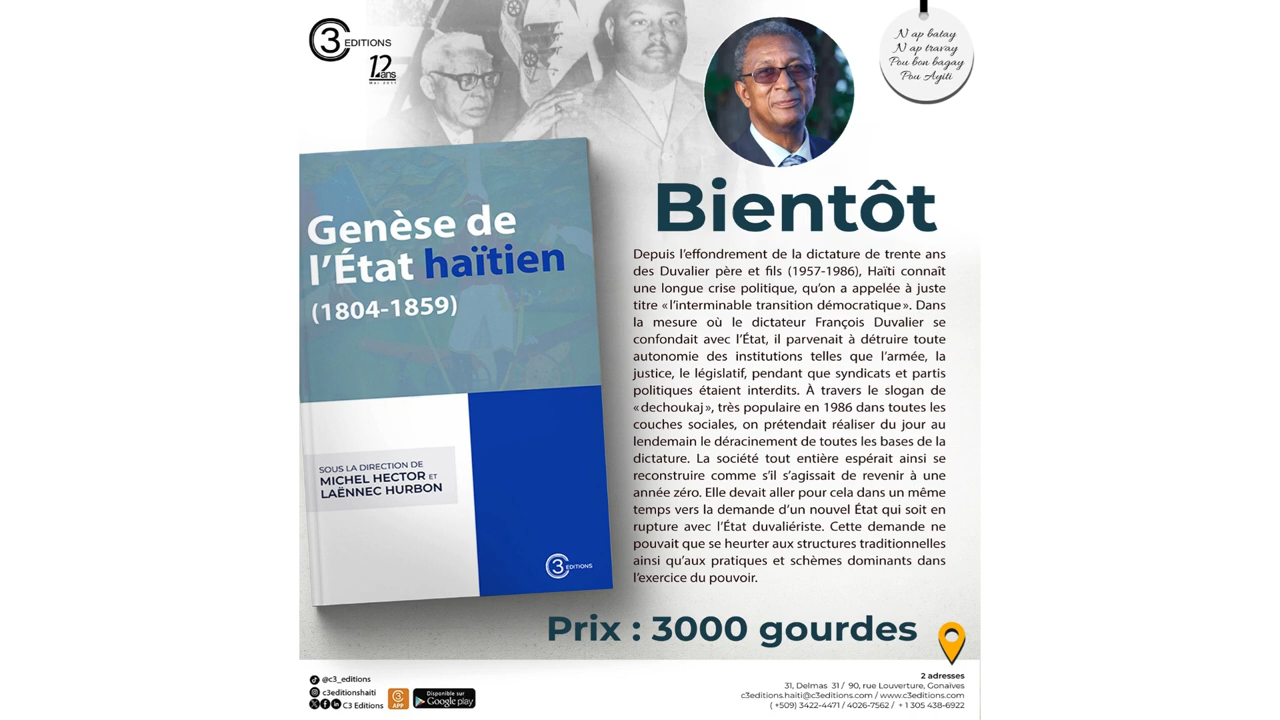 C3 EDITIONS
12 ans
MAI 2011
N ap batay
N ap travay
Pou bon bagay
Pou Ayiti
Genèse de
l'État haïtien
(1804-1859)
SOUS LA DIRECTION DE
MICHEL HECTOR ET
LAËNNEC HURBON
C3 EDITIONS
Bientôt
Depuis l'effondrement de la dictature de trente ans
des Duvalier père et fils (1957-1986), Haïti connaît
une longue crise politique, qu'on a appelée à juste
titre «l'interminable transition démocratique». Dans
la mesure où le dictateur François Duvalier se
confondait avec l'État, il parvenait à détruire toute
autonomie des institutions telles que l'armée, la
justice, le législatif, pendant que syndicats et partis
politiques étaient interdits. À travers le slogan de
«dechoukaj», très populaire en 1986 dans toutes les
couches sociales, on prétendait réaliser du jour au
lendemain le déracinement de toutes les bases de la
dictature. La société tout entière espérait ainsi se
reconstruire comme s'il s'agissait de revenir à une
année zéro. Elle devait aller pour cela dans un même
temps vers la demande d'un nouvel État qui soit en
rupture avec l'État duvaliériste. Cette demande ne
pouvait que se heurter aux structures traditionnelles
ainsi qu'aux pratiques et schèmes dominants dans
l'exercice du pouvoir.
Prix : 3000 gourdes
@c3_editions
c3editionshaiti
C3 Editions
C3 APP
Disponible sur
Google play
2 adresses
31, Delmas 31 / 90, rue Louverture, Gonaïves
c3editions.haiti@c3editions.com / www.c3editions.com
( +509) 3422-4471 / 4026-7562 / + 1 305 438-6922